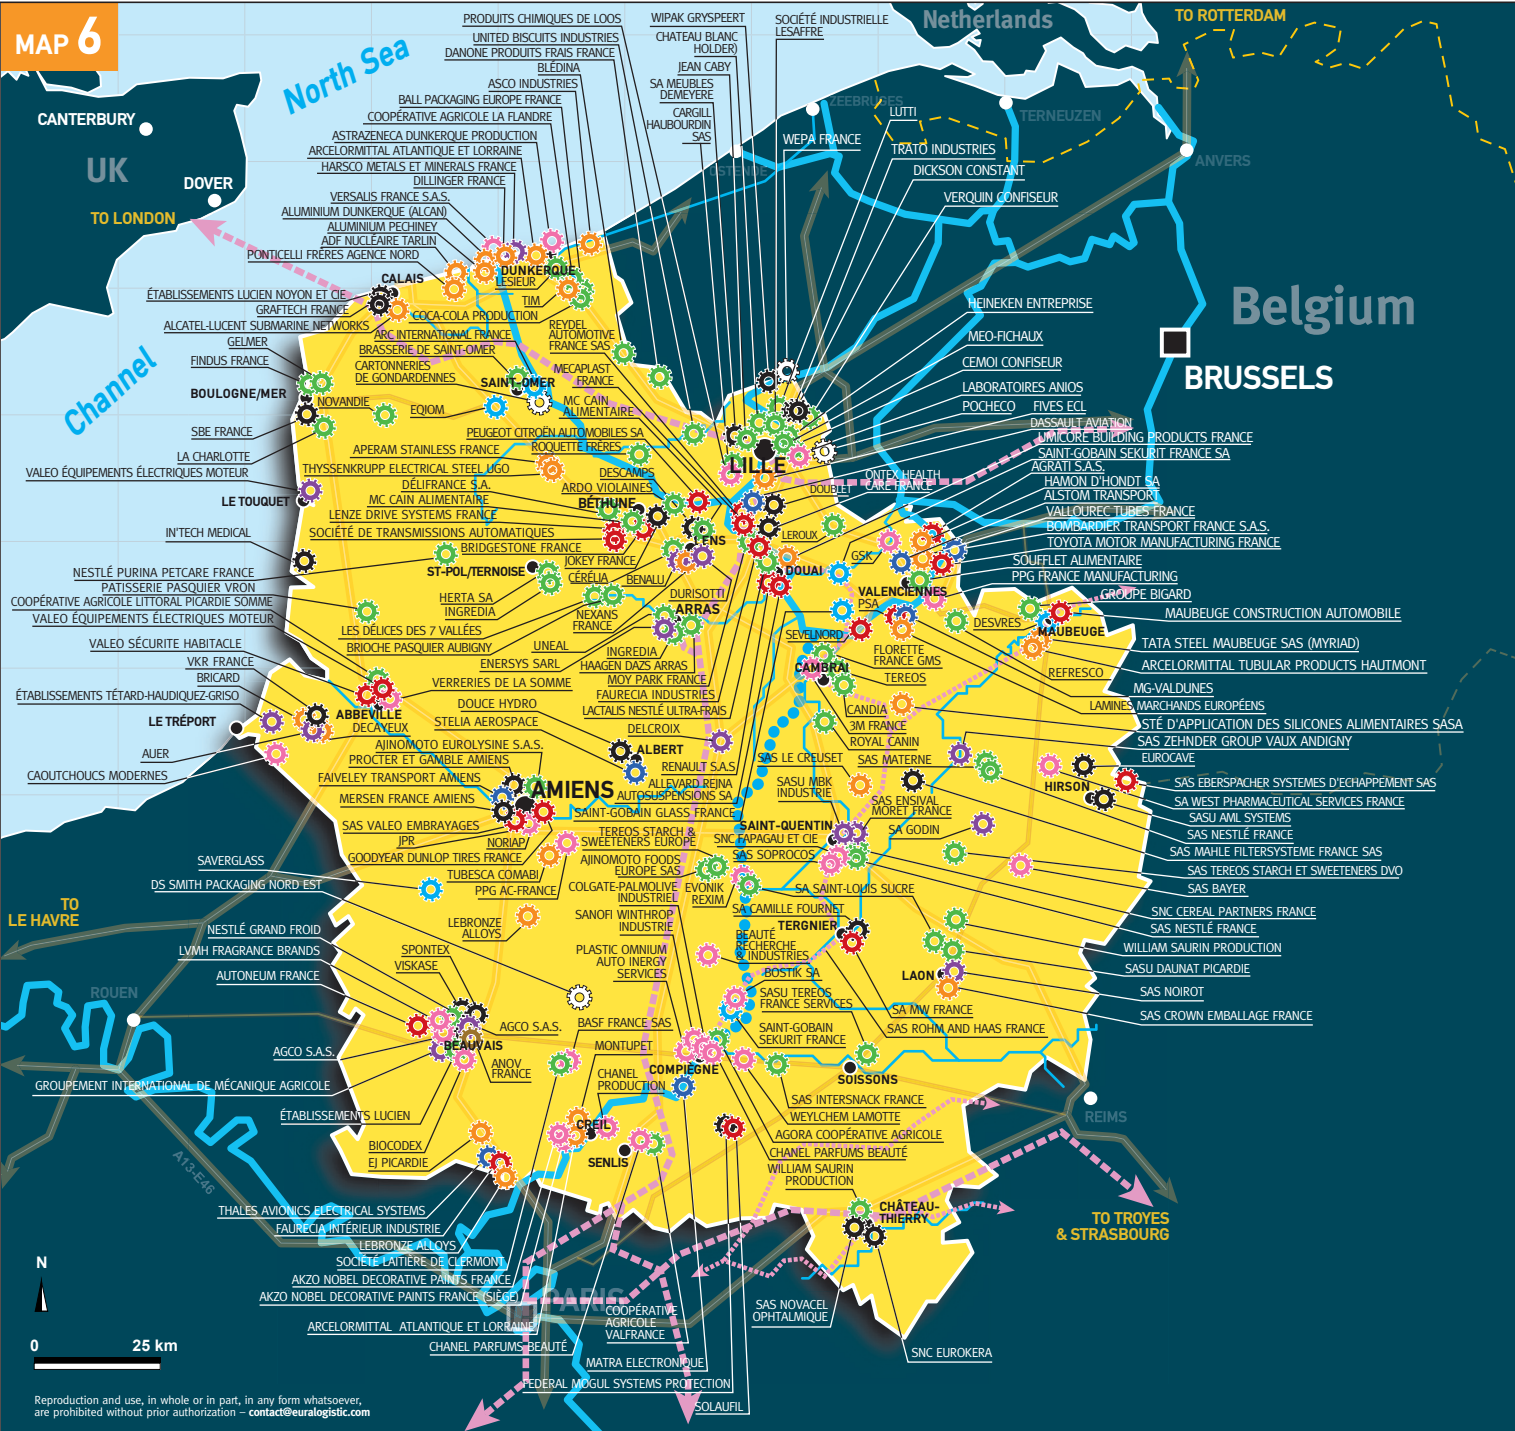 MAP 6
North Sea
Channel
Netherlands
Belgium
UK
CANTERBURY
DOVER
TO LONDON
TO ROTTERDAM
ZEEBRUGES
TERNEUZEN
OSTENDE
ANVERS
BRUSSELS
PRODUITS CHIMIQUES DE LOOS
UNITED BISCUITS INDUSTRIES
DANONE PRODUITS FRAIS FRANCE
BLÉDINA
ASCO INDUSTRIES
BALL PACKAGING EUROPE FRANCE
COOPÉRATIVE AGRICOLE LA FLANDRE
ASTRAZENECA DUNKERQUE PRODUCTION
ARCELORMITTAL ATLANTIQUE ET LORRAINE
HARSCO METALS ET MINERALS FRANCE
DILLINGER FRANCE
VERSALIS FRANCE S.A.S.
ALUMINIUM DUNKERQUE (ALCAN)
ALUMINIUM PECHINEY
ADF NUCLÉAIRE TARLIN
PONTICELLI FRÈRES AGENCE NORD
WIPAK GRYSPEERT
CHATEAU BLANC
HOLDER)
JEAN CABY
SA MEUBLES
DEMEYERE
CARGILL
HAUBOURDIN
SAS
SOCIÉTÉ INDUSTRIELLE
LESAFFRE
WEPA FRANCE
LUTTI
TRATO INDUSTRIES
DICKSON CONSTANT
VERQUIN CONFISEUR
HEINEKEN ENTREPRISE
MEO-FICHAUX
CEMOI CONFISEUR
LABORATOIRES ANIOS
POCHECO
FIVES ECL
DASSAULT AVIATION
UMICORE BUILDING PRODUCTS FRANCE
SAINT-GOBAIN SEKURIT FRANCE SA
AGRATI S.A.S.
HAMON D'HONDT SA
ALSTOM TRANSPORT
VALLOUREC TUBES FRANCE
BOMBARDIER TRANSPORT FRANCE S.A.S.
TOYOTA MOTOR MANUFACTURING FRANCE
SOUFFLET ALIMENTAIRE
PPG FRANCE MANUFACTURING
GROUPE BIGARD
MAUBEUGE CONSTRUCTION AUTOMOBILE
TATA STEEL MAUBEUGE SAS (MYRIAD)
ARCELORMITTAL TUBULAR PRODUCTS HAUTMONT
MG-VALDUNES
LAMINES MARCHANDS EUROPÉENS
STÉ D'APPLICATION DES SILICONES ALIMENTAIRES SASA
SAS ZEHNDER GROUP VAUX ANDIGNY
EUROCAVE
SAS EBERSPACHER SYSTEMES D'ECHAPPEMENT SAS
SA WEST PHARMACEUTICAL SERVICES FRANCE
SASU AML SYSTEMS
SAS NESTLÉ FRANCE
SAS MAHLE FILTERSYSTEME FRANCE SAS
SAS TEREOS STARCH ET SWEETENERS DVO
SAS BAYER
SNC CEREAL PARTNERS FRANCE
SAS NESTLÉ FRANCE
WILLIAM SAURIN PRODUCTION
SASU DAUNAT PICARDIE
SAS NOIROT
SAS CROWN EMBALLAGE FRANCE
CALAIS
DUNKERQUE
LESIEUR
TIM
COCA-COLA PRODUCTION
ÉTABLISSEMENTS LUCIEN NOYON ET CIE
GRAFTECH FRANCE
ALCATEL-LUCENT SUBMARINE NETWORKS
GELMER
FINDUS FRANCE
BOULOGNE/MER
SBE FRANCE
LA CHARLOTTE
VALEO ÉQUIPEMENTS ÉLECTRIQUES MOTEUR
LE TOUQUET
IN'TECH MEDICAL
ARC INTERNATIONAL FRANCE
BRASSERIE DE SAINT-OMER
CARTONNERIES
DE GONDARDENNES
SAINT-OMER
NOVANDIE
EQIOM
REYDEL
AUTOMOTIVE
FRANCE SAS
MECAPLAST
FRANCE
MC CAIN
ALIMENTAIRE
PEUGEOT CITROËN AUTOMOBILES SA
ROQUETTE FRÈRES
APERAM STAINLESS FRANCE
THYSSENKRUPP ELECTRICAL STEEL UGO
DESCAMPS
DÉLIFRANCE S.A.
ARDO VIOLAINES
MC CAIN ALIMENTAIRE
BÉTHUNE
LENZE DRIVE SYSTEMS FRANCE
SOCIÉTÉ DE TRANSMISSIONS AUTOMATIQUES
BRIDGESTONE FRANCE
LILLE
DOUBLET
ONTEX HEALTH
CARE FRANCE
LENS
LEROUX
DOUAI
GSK
VALENCIENNES
PSA
NESTLÉ PURINA PETCARE FRANCE
PATISSERIE PASQUIER VRON
COOPÉRATIVE AGRICOLE LITTORAL PICARDIE SOMME
VALEO ÉQUIPEMENTS ÉLECTRIQUES MOTEUR
VALEO SÉCURITE HABITACLE
VKR FRANCE
BRICARD
ÉTABLISSEMENTS TÉTARD-HAUDIQUEZ-GRISO
LE TRÉPORT
AUER
CAOUTCHOUCS MODERNES
ST-POL/TERNOISE
JOKEY FRANCE
CÉRÉLIA
BENALU
DURISOTTI
HERTA SA
INGREDIA
NEXANS
FRANCE
ARRAS
LES DÉLICES DES 7 VALLÉES
BRIOCHE PASQUIER AUBIGNY
UNEAL
ENERSYS SARL
INGREDIA
HAAGEN DAZS ARRAS
MOY PARK FRANCE
FAURECIA INDUSTRIES
LACTALIS NESTLÉ ULTRA-FRAIS
VERRERIES DE LA SOMME
DOUCE HYDRO
STELIA AEROSPACE
DELCROIX
SEVELNORD
CAMBRAI
FLORETTE
FRANCE GMS
TEREOS
DESVRES
MAUBEUGE
REFRESCO
CANDIA
3M FRANCE
ROYAL CANIN
ABBEVILLE
DECAYEUX
AJINOMOTO EUROLYSINE S.A.S.
PROCTER ET GAMBLE AMIENS
FAIVELEY TRANSPORT AMIENS
MERSEN FRANCE AMIENS
ALBERT
AMIENS
RENAULT S.A.S
ALLEVARD REJNA
AUTOSUSPENSIONS SA
SAINT-GOBAIN GLASS FRANCE
SAS LE CREUSET
SAS MATERNE
SASU MBK
INDUSTRIE
SAS ENSIVAL
MORET FRANCE
SA GODIN
HIRSON
SAS VALEO EMBRAYAGES
JPR
NORIAP
GOODYEAR DUNLOP TIRES FRANCE
TUBESCA COMABI
PPG AC-FRANCE
TEREOS STARCH &
SWEETENERS EUROPE
AJINOMOTO FOODS
EUROPE SAS
SAINT-QUENTIN
SNC FAPAGAU ET CIE
SAS SOPROCOS
SAVERGLASS
DS SMITH PACKAGING NORD EST
TO
LE HAVRE
NESTLÉ GRAND FROID
LVMH FRAGRANCE BRANDS
AUTONEUM FRANCE
LEBRONZE
ALLOYS
SPONTEX
VISKASE
COLGATE-PALMOLIVE
INDUSTRIEL
SANOFI WINTHROP
INDUSTRIE
PLASTIC OMNIUM
AUTO INERGY
SERVICES
EVONIK
REXIM
SA SAINT-LOUIS SUCRE
SA CAMILLE FOURNET
TERGNIER
BEAUTÉ
RECHERCHE
& INDUSTRIES
BOSTIK SA
SASU TEREOS
FRANCE SERVICES
SAINT-GOBAIN
SEKURIT FRANCE
LAON
SA MW FRANCE
SAS ROHM AND HAAS FRANCE
ROUEN
AGCO S.A.S.
GROUPEMENT INTERNATIONAL DE MÉCANIQUE AGRICOLE
BEAUVAIS
AGCO S.A.S.
BASF FRANCE SAS
ANOV
FRANCE
MONTUPET
CHANEL
PRODUCTION
COMPIÈGNE
SOISSONS
SAS INTERSNACK FRANCE
WEYLCHEM LAMOTTE
AGORA COOPÉRATIVE AGRICOLE
CHANEL PARFUMS BEAUTÉ
WILLIAM SAURIN
PRODUCTION
REIMS
ÉTABLISSEMENTS LUCIEN
BIOCODEX
EJ PICARDIE
CREIL
SENLIS
A13-E46
CHÂTEAU-
THIERRY
THALES AVIONICS ELECTRICAL SYSTEMS
FAURECIA INTÉRIEUR INDUSTRIE
LEBRONZE ALLOYS
SOCIÉTÉ LAITIÈRE DE CLERMONT
AKZO NOBEL DECORATIVE PAINTS FRANCE
AKZO NOBEL DECORATIVE PAINTS FRANCE (SIÈGE)
ARCELORMITTAL ATLANTIQUE ET LORRAINE
CHANEL PARFUMS BEAUTÉ
PARIS
COOPÉRATIVE
AGRICOLE
VALFRANCE
MATRA ELECTRONIQUE
FEDERAL MOGUL SYSTEMS PROTECTION
SOLAUFIL
SAS NOVACEL
OPHTALMIQUE
SNC EUROKERA
TO TROYES
& STRASBOURG
N
0 25 km
Reproduction and use, in whole or in part, in any form whatsoever,
are prohibited without prior authorization – contact@euralogistic.com